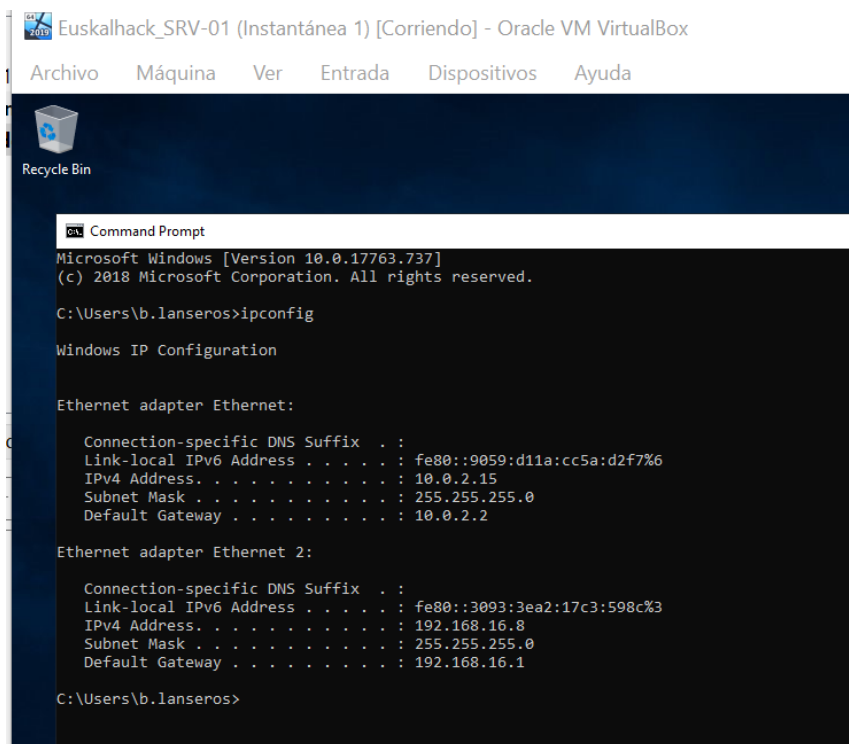 Euskalhack_SRV-01 (Instantánea 1) [Corriendo] - Oracle VM VirtualBox
Archivo Máquina Ver Entrada Dispositivos Ayuda
Recycle Bin
Command Prompt
Microsoft Windows [Version 10.0.17763.737]
(c) 2018 Microsoft Corporation. All rights reserved.
C:\Users\b.lanseros>ipconfig
Windows IP Configuration
Ethernet adapter Ethernet:
Connection-specific DNS Suffix . :
Link-local IPv6 Address . . . . . : fe80::9059:d11a:cc5a:d2f7%6
IPv4 Address. . . . . . . . . . . : 10.0.2.15
Subnet Mask . . . . . . . . . . . : 255.255.255.0
Default Gateway . . . . . . . . . : 10.0.2.2
Ethernet adapter Ethernet 2:
Connection-specific DNS Suffix . :
Link-local IPv6 Address . . . . . : fe80::3093:3ea2:17c3:598c%3
IPv4 Address. . . . . . . . . . . : 192.168.16.8
Subnet Mask . . . . . . . . . . . : 255.255.255.0
Default Gateway . . . . . . . . . : 192.168.16.1
C:\Users\b.lanseros>